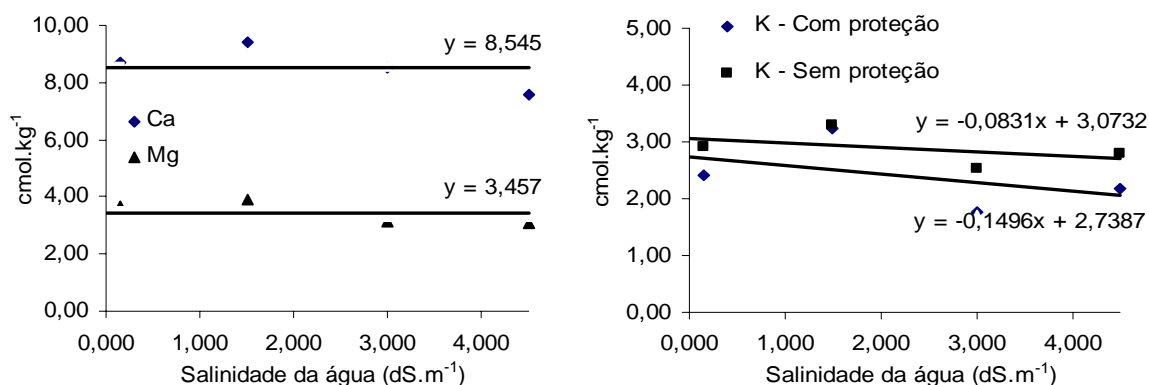 10,00
8,00
6,00
4,00
2,00
0,00
cmol.kg-1
y = 8,545
Ca
Mg
y = 3,457
0,000 1,000 2,000 3,000 4,000
Salinidade da água (dS.m-1)
K - Com proteção
K - Sem proteção
5,00
4,00
3,00
2,00
1,00
0,00
cmol.kg-1
y = -0,0831x + 3,0732
y = -0,1496x + 2,7387
0,000 1,000 2,000 3,000 4,000
Salinidade da água (dS.m-1)